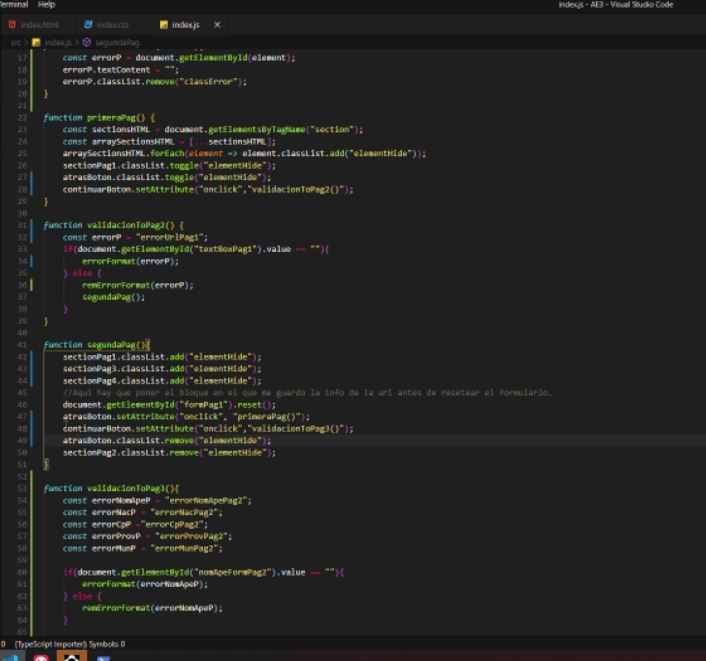 Terminal Help index.js - AE3 - Visual Studio Code
index.html index.css index.js ×
src > index.js > segundaPag
17 const errorP = document.getElementById(element);
18 errorP.textContent = "";
19 errorP.classList.remove("classError");
20 }
21
22 function primeraPag() {
23 const sectionsHTML = document.getElementsByTagName("section");
24 const arraySectionsHTML = [...sectionsHTML];
25 arraySectionsHTML.forEach(element => element.classList.add("elementHide"));
26 sectionPag1.classList.toggle("elementHide");
27 atrasBoton.classList.toggle("elementHide");
28 continuarBoton.setAttribute("onclick","validacionToPag2()");
29 }
30
31 function validacionToPag2() {
32 const errorP = "errorUrlPag1";
33 if(document.getElementById("textBoxPag1").value == ""){
34 errorFormat(errorP);
35 } else {
36 remErrorFormat(errorP);
37 segundaPag();
38 }
39 }
40
41 function segundaPag(){
42 sectionPag1.classList.add("elementHide");
43 sectionPag3.classList.add("elementHide");
44 sectionPag4.classList.add("elementHide");
45 //Aqui hay que poner el bloque en el que me guardo la info de la url antes de resetear el formulario.
46 document.getElementById("formPag1").reset();
47 atrasBoton.setAttribute("onclick", "primeraPag()");
48 continuarBoton.setAttribute("onclick","validacionToPag3()");
49 atrasBoton.classList.remove("elementHide");
50 sectionPag2.classList.remove("elementHide");
51 }
52
53 function validacionToPag3(){
54 const errorNomApeP = "errorNomApePag2";
55 const errorNacP = "errorNacPag2";
56 const errorCpP ="errorCpPag2";
57 const errorProvP = "errorProvPag2";
58 const errorMunP = "errorMunPag2";
59
60 if(document.getElementById("nomApeFormPag2").value == ""){
61 errorFormat(errorNomApeP);
62 } else {
63 remErrorFormat(errorNomApeP);
64 }
65
0 [TypeScript Importer]: Symbols: 0